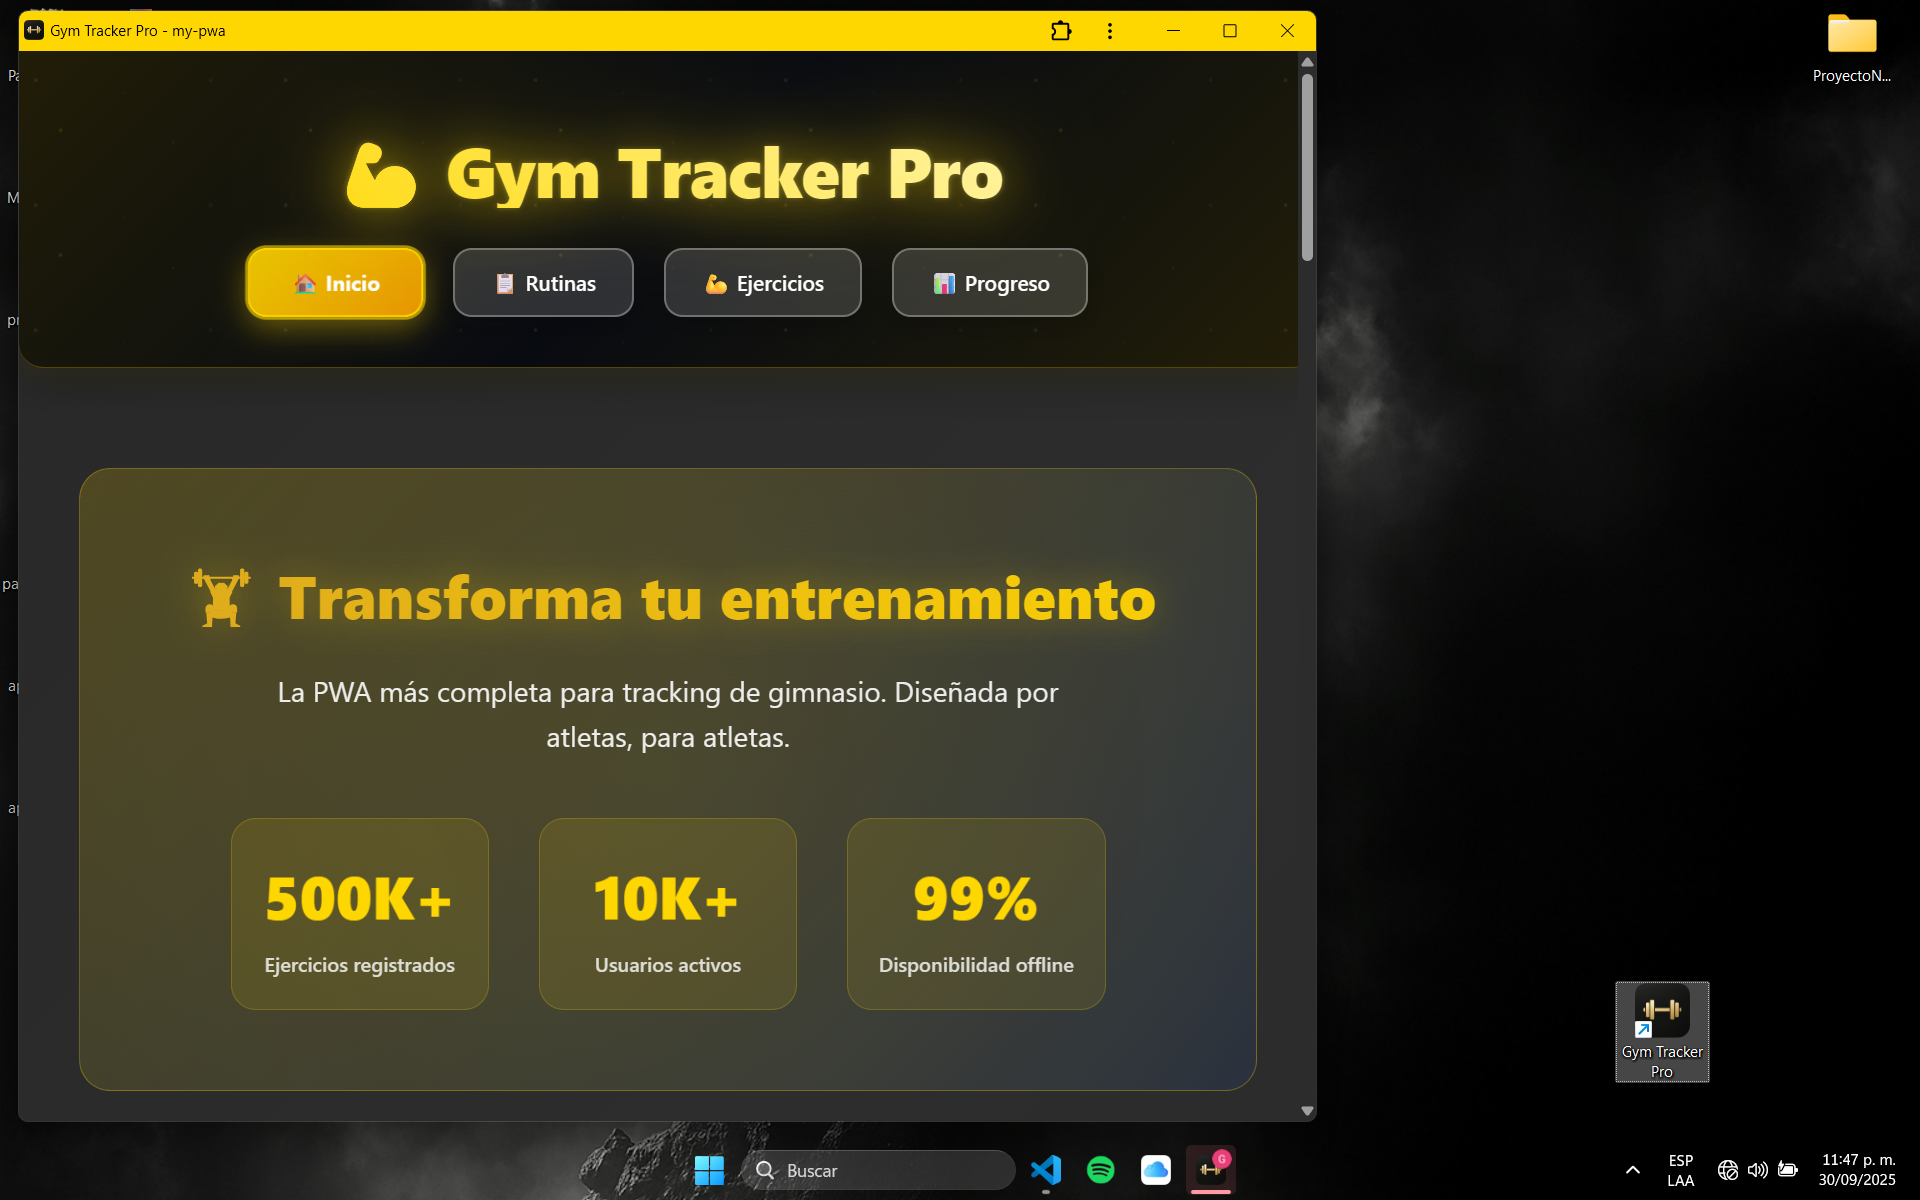 Gym Tracker Pro - my-pwa
ProyectoN...
Gym Tracker Pro
Inicio
Rutinas
Ejercicios
Progreso
Transforma tu entrenamiento
La PWA más completa para tracking de gimnasio. Diseñada por
atletas, para atletas.
500K+
Ejercicios registrados
10K+
Usuarios activos
99%
Disponibilidad offline
Gym Tracker
Pro
Buscar
G
ESP
LAA
11:47 p. m.
30/09/2025